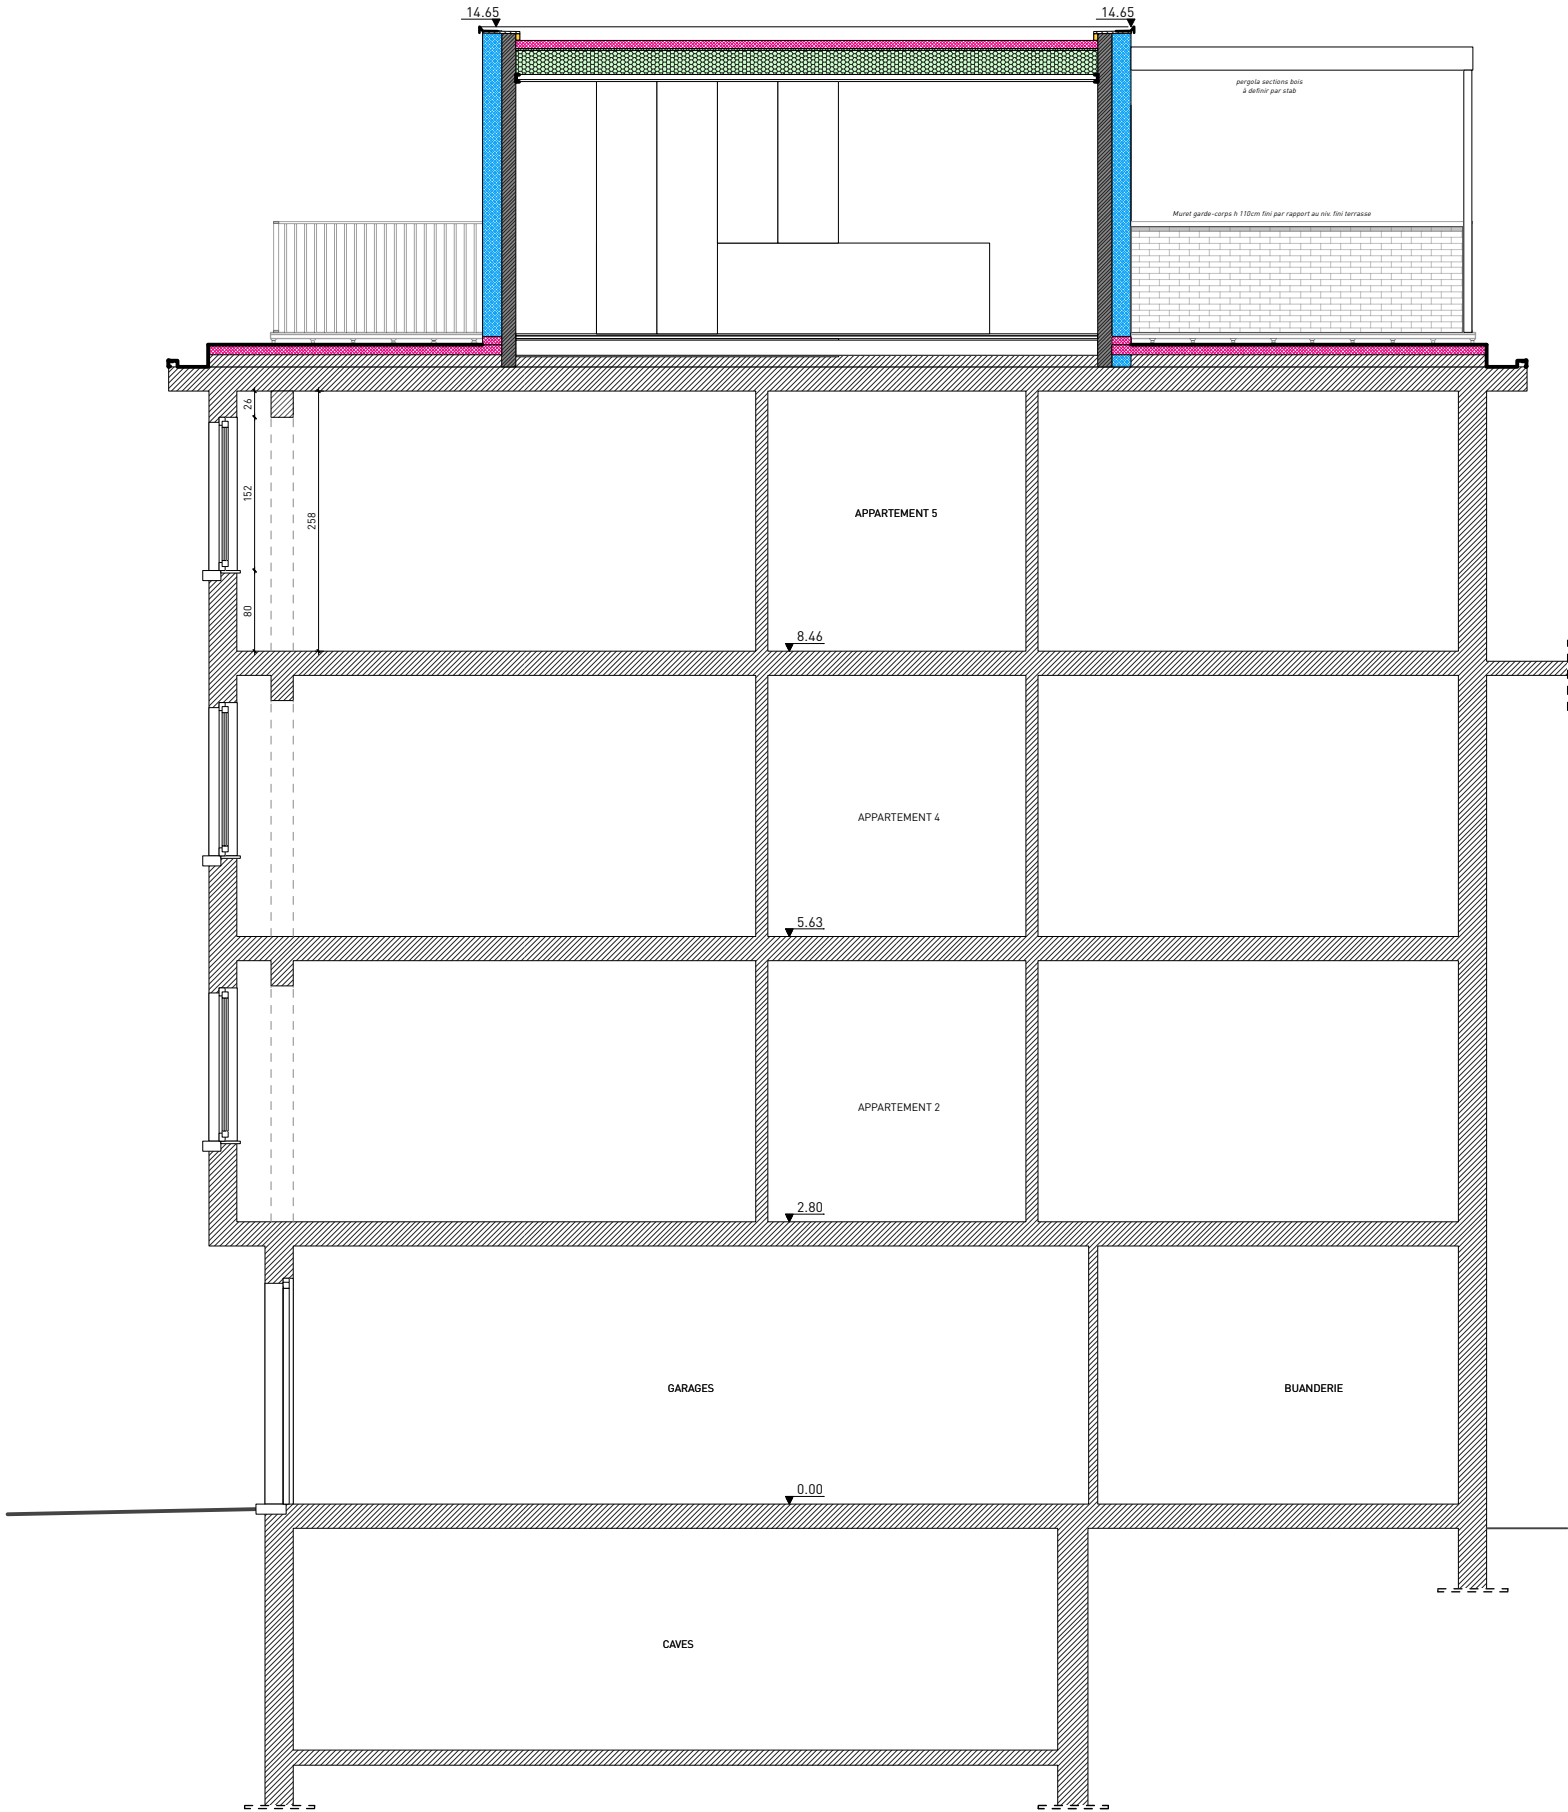 14.65
14.65
pergola sections bois
à definir par stab
Muret garde-corps h 110cm fini par rapport au niv. fini terrasse
26
152
258
80
APPARTEMENT 5
8.46
APPARTEMENT 4
5.63
APPARTEMENT 2
2.80
GARAGES
BUANDERIE
0.00
CAVES